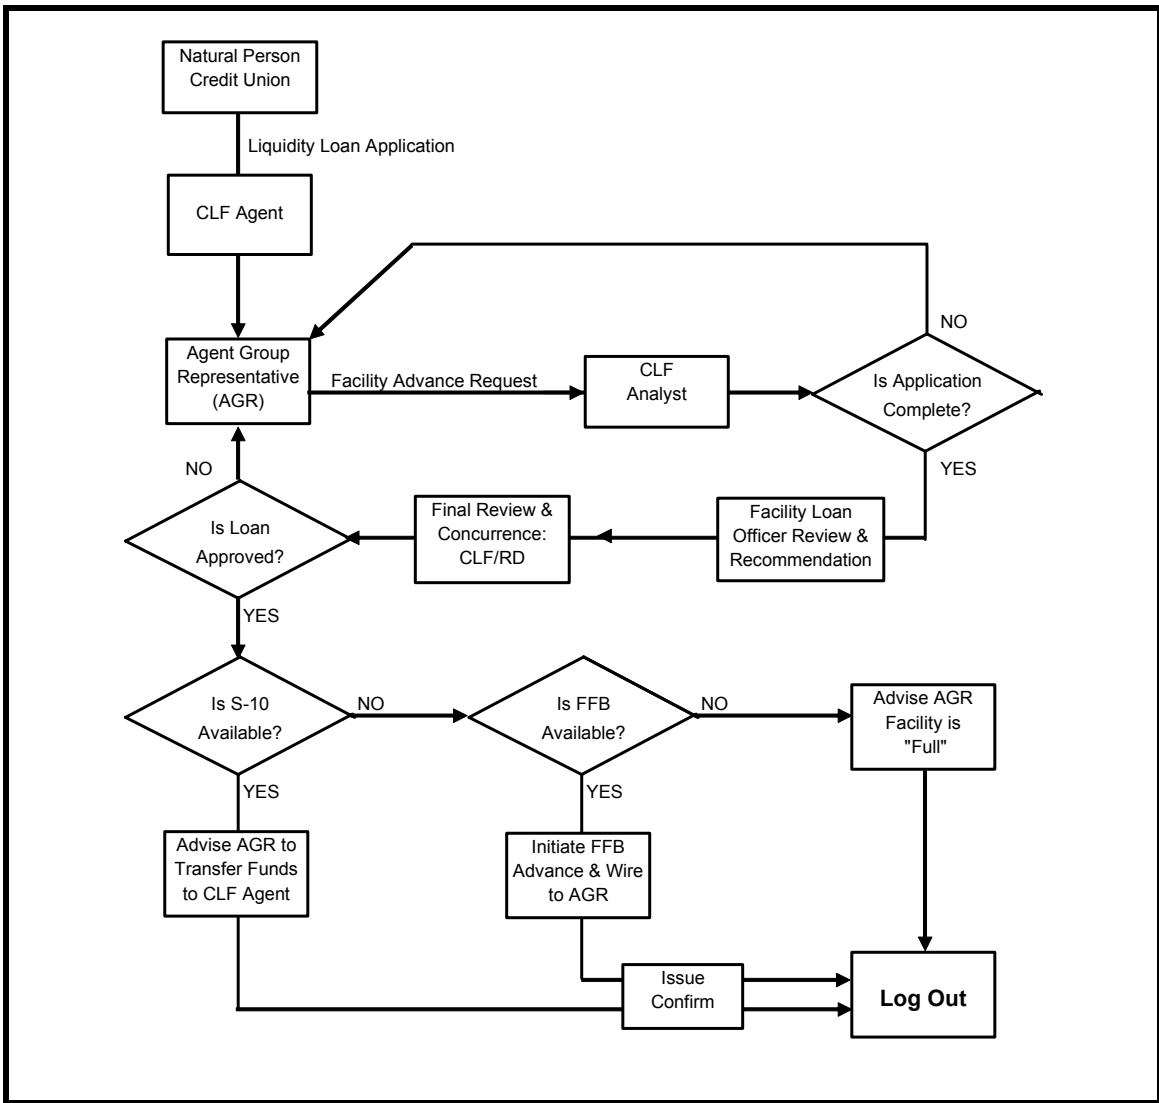 Natural Person
Credit Union
Liquidity Loan Application
CLF Agent
NO
Agent Group
Representative
(AGR)
Facility Advance Request
CLF
Analyst
Is Application
Complete?
YES
NO
Is Loan
Approved?
Final Review &
Concurrence:
CLF/RD
Facility Loan
Officer Review &
Recommendation
YES
Is S-10
Available?
NO
Is FFB
Available?
NO
Advise AGR
Facility is
"Full"
YES
YES
Advise AGR to
Transfer Funds
to CLF Agent
Initiate FFB
Advance & Wire
to AGR
Issue
Confirm
Log Out